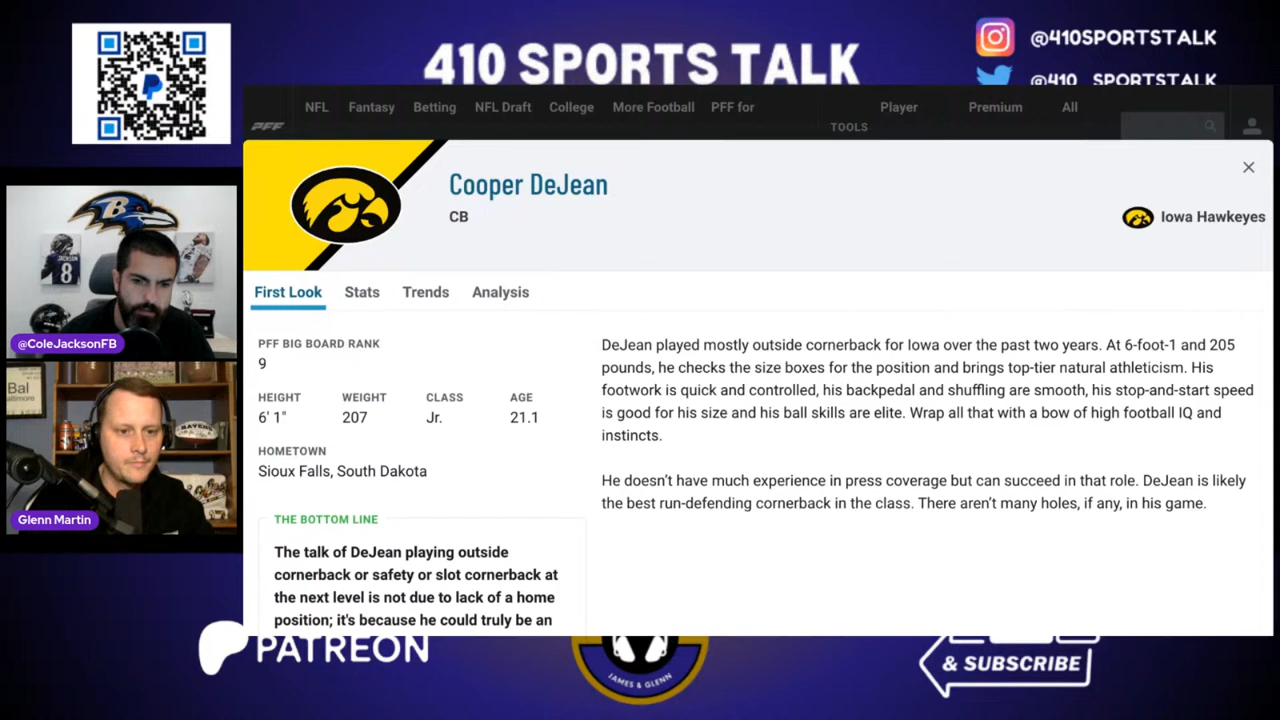 410 SPORTS TALK
@410SPORTSTALK
@410_SPORTSTALK
PFF
NFL
Fantasy
Betting
NFL Draft
College
More Football
PFF for
TOOLS
Player
Premium
All
Cooper DeJean
CB
Iowa Hawkeyes
First Look
Stats
Trends
Analysis
PFF BIG BOARD RANK
9
HEIGHT
WEIGHT
CLASS
AGE
6' 1"
207
Jr.
21.1
HOMETOWN
Sioux Falls, South Dakota
THE BOTTOM LINE
The talk of DeJean playing outside
cornerback or safety or slot cornerback at
the next level is not due to lack of a home
position; it's because he could truly be an
DeJean played mostly outside cornerback for Iowa over the past two years. At 6-foot-1 and 205
pounds, he checks the size boxes for the position and brings top-tier natural athleticism. His
footwork is quick and controlled, his backpedal and shuffling are smooth, his stop-and-start speed
is good for his size and his ball skills are elite. Wrap all that with a bow of high football IQ and
instincts.
He doesn't have much experience in press coverage but can succeed in that role. DeJean is likely
the best run-defending cornerback in the class. There aren't many holes, if any, in his game.
B
JACKSON
8
@ColeJacksonFB
Bal
Glenn Martin
PATREON
JAMES & GLENN
& SUBSCRIBE